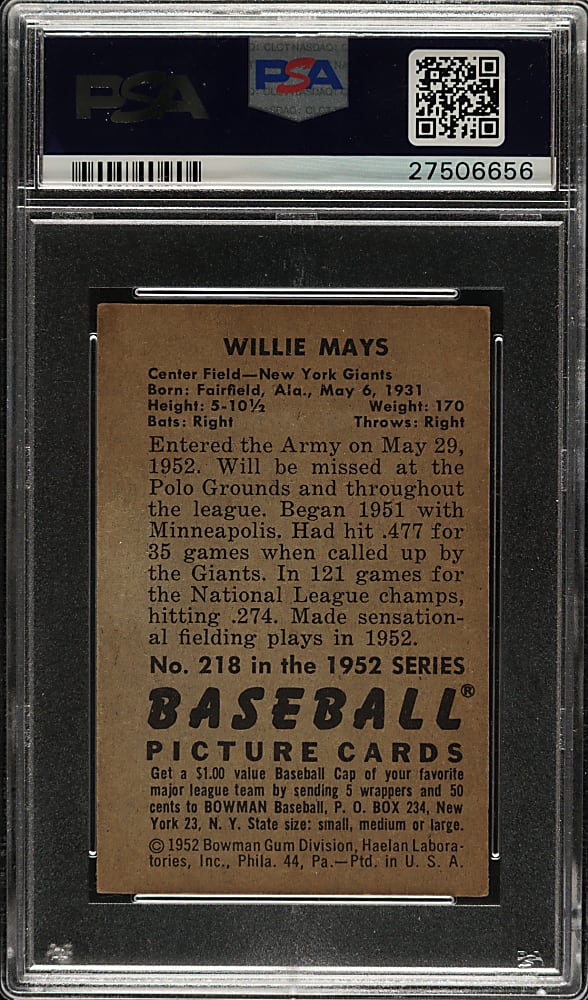 PSA
PSA
27506656
WILLIE MAYS
Center Field—New York Giants
Born: Fairfield, Ala., May 6, 1931
Height: 5-10½ Weight: 170
Bats: Right Throws: Right
Entered the Army on May 29,
1952. Will be missed at the
Polo Grounds and throughout
the league. Began 1951 with
Minneapolis. Had hit .477 for
35 games when called up by
the Giants. In 121 games for
the National League champs,
hitting .274. Made sensation-
al fielding plays in 1952.
No. 218 in the 1952 SERIES
BASEBALL®
PICTURE CARDS
Get a $1.00 value Baseball Cap of your favorite
major league team by sending 5 wrappers and 50
cents to BOWMAN Baseball, P. O. BOX 234, New
York 23, N. Y. State size: small, medium or large.
© 1952 Bowman Gum Division, Haelan Labora-
tories, Inc., Phila. 44, Pa.—Ptd. in U. S. A.
PSA